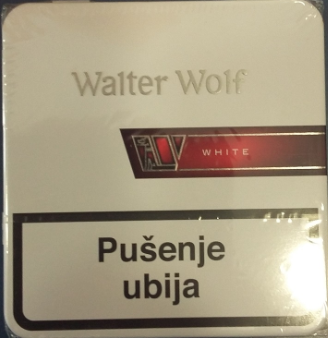 Walter Wolf
WHITE
Pušenje
ubija